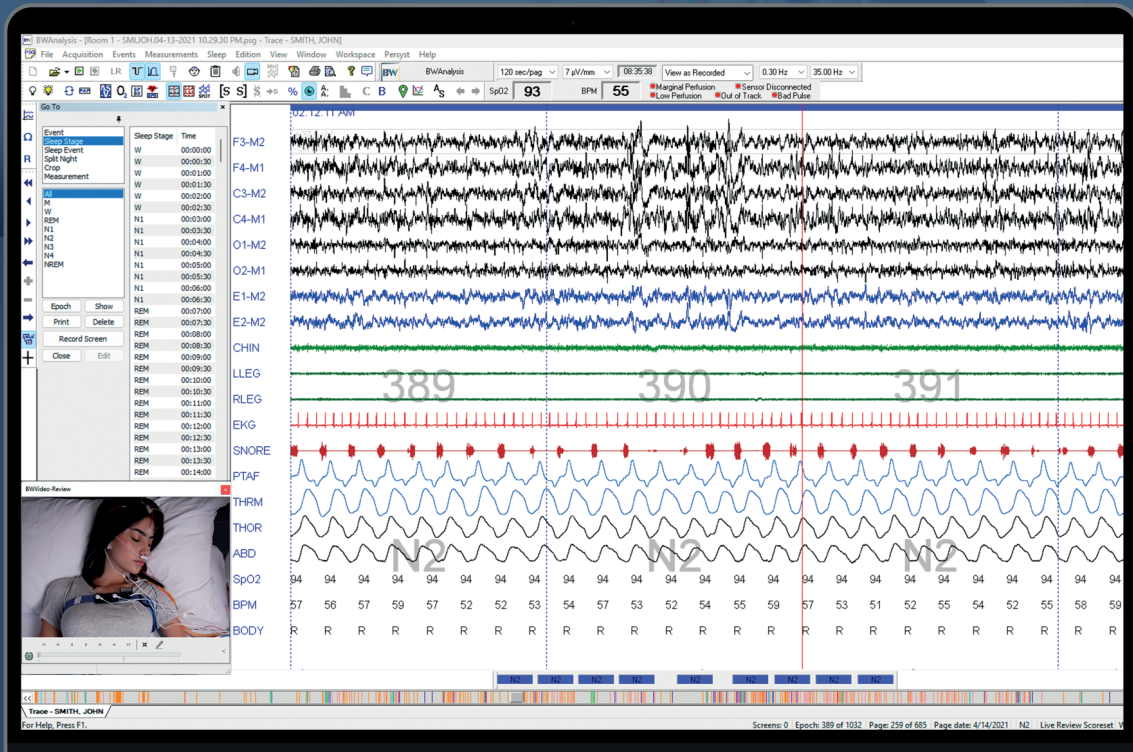 BWAnalysis - [Room 1 - SMIJOH.04-13-2021 10.29.30 PM.psg - Trace - SMITH, JOHN]
File Acquisition Events Measurements Sleep Edition View Window Workspace Persyst Help
LR BW BWAnalysis 120 sec/pag 7 µV/mm 08:35:38 View as Recorded 0.30 Hz 35.00 Hz
[S S] % C B SpO2 93 BPM 55 Marginal Perfusion Sensor Disconnected
Low Perfusion Out of Track Bad Pulse
Go To
Event
Sleep Stage
Sleep Event
Split Night
Crop
Measurement
All
M
W
REM
N1
N2
N3
N4
NREM
Epoch Show
Print Delete
Record Screen
Close Edit
Sleep Stage Time
W 00:00:00
W 00:00:30
W 00:01:00
W 00:01:30
W 00:02:00
W 00:02:30
N1 00:03:00
N1 00:03:30
N1 00:04:00
N1 00:04:30
N1 00:05:00
N1 00:05:30
N1 00:06:00
N1 00:06:30
REM 00:07:00
REM 00:07:30
REM 00:08:00
REM 00:08:30
REM 00:09:00
REM 00:09:30
REM 00:10:00
REM 00:10:30
REM 00:11:00
REM 00:11:30
REM 00:12:00
REM 00:12:30
REM 00:13:00
REM 00:13:30
REM 00:14:00
BWVideo-Review
02:12:11 AM
F3-M2
F4-M1
C3-M2
C4-M1
O1-M2
O2-M1
E1-M2
E2-M2
CHIN
LLEG
389 390 391
RLEG
EKG
SNORE
PTAF
THRM
THOR
ABD
N2 N2 N2
SpO2 94 94 94 94 94 94 94 94 94 94 94 94 94 94 94 94 94 94 94 94 94 94 94 94 94
BPM 57 56 57 59 57 52 52 53 54 57 53 52 54 55 59 57 53 51 52 55 54 52 55 58 59
BODY R R R R R R R R R R R R R R R R R R R R R R R R R
N2 N2 N2 N2 N2 N2 N2 N2 N2
Trace - SMITH, JOHN
For Help, Press F1. Screens: 0 Epoch: 389 of 1032 Page: 259 of 685 Page date: 4/14/2021 N2 Live Review Scoreset